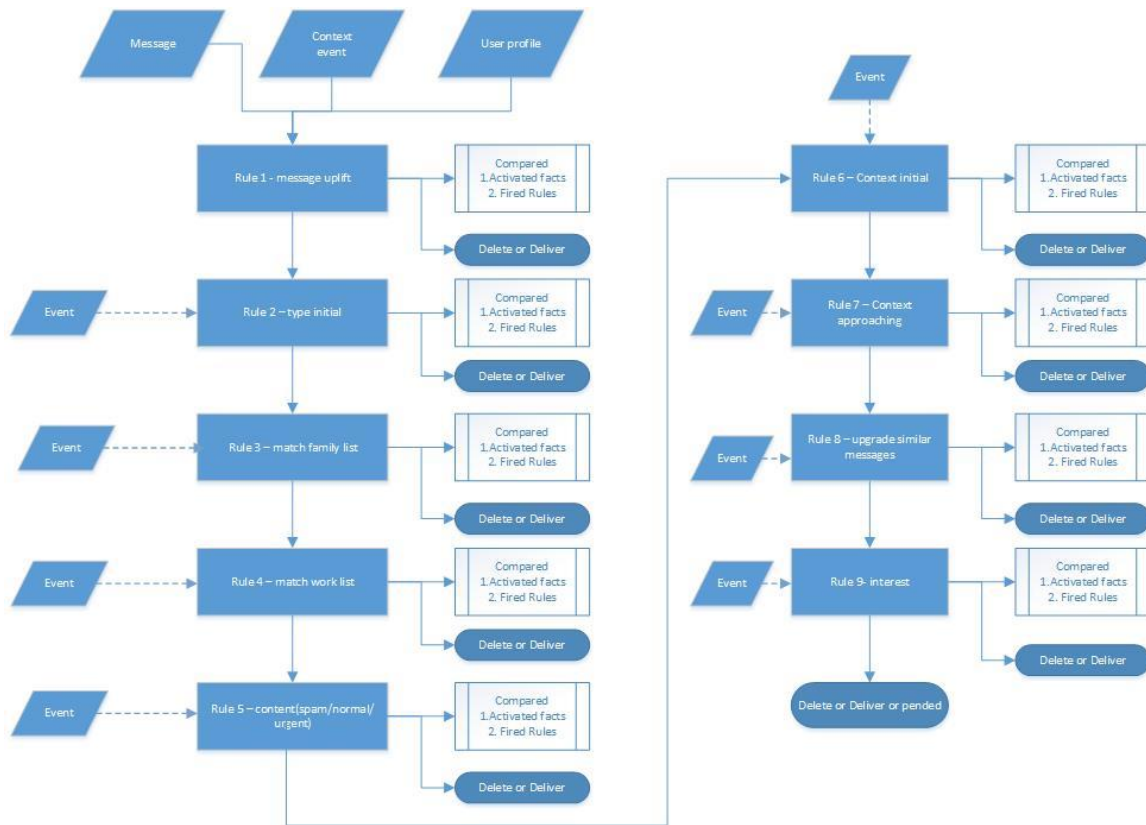 Message
Context
event
User profile
Rule 1 - message uplift
Compared
1.Activated facts
2. Fired Rules
Delete or Deliver
Event
Rule 2 – type initial
Compared
1.Activated facts
2. Fired Rules
Delete or Deliver
Event
Rule 3 – match family list
Compared
1.Activated facts
2. Fired Rules
Delete or Deliver
Event
Rule 4 – match work list
Compared
1.Activated facts
2. Fired Rules
Delete or Deliver
Event
Rule 5 – content(spam/normal/
urgent)
Compared
1.Activated facts
2. Fired Rules
Delete or Deliver
Event
Rule 6 – Context initial
Compared
1.Activated facts
2. Fired Rules
Delete or Deliver
Event
Rule 7 – Context
approaching
Compared
1.Activated facts
2. Fired Rules
Delete or Deliver
Event
Rule 8 – upgrade similar
messages
Compared
1.Activated facts
2. Fired Rules
Delete or Deliver
Event
Rule 9- interest
Compared
1.Activated facts
2. Fired Rules
Delete or Deliver
Delete or Deliver or pended